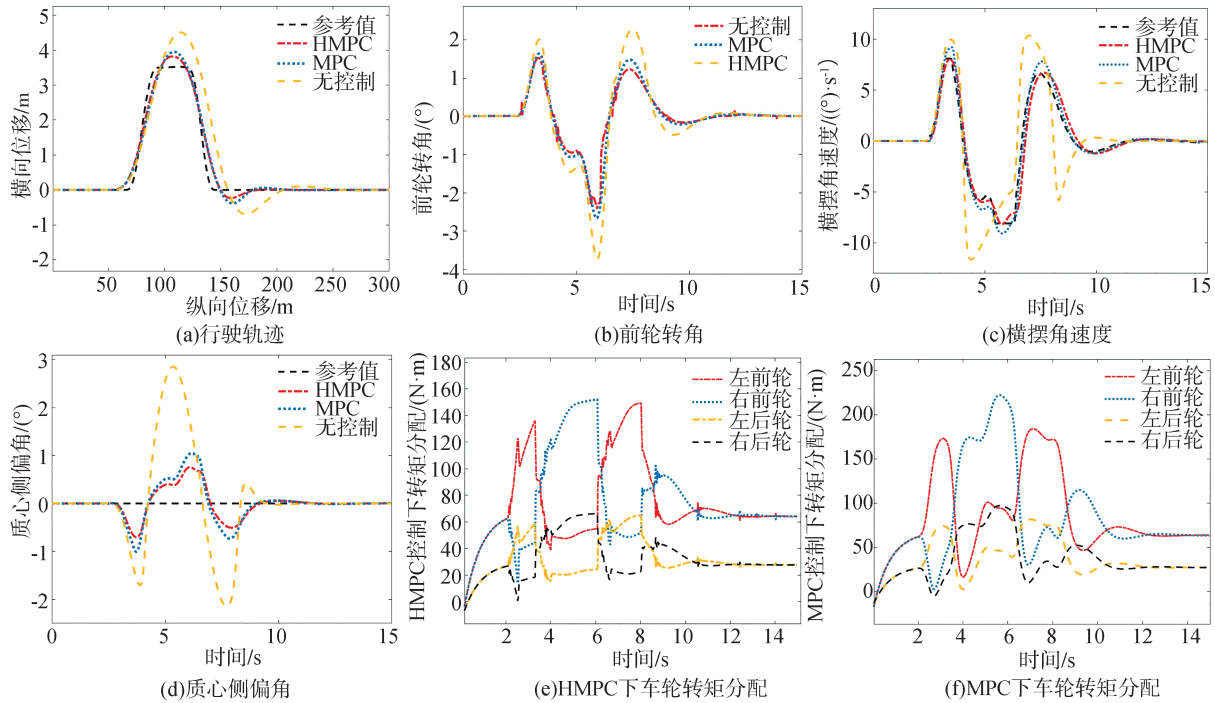 5
4
3
2
1
0
-1
2
横向位移/m
参考值
HMPC
MPC
无控制
50
100
150
200
250
300
纵向位移/m
(a)行驶轨迹
2
1
0
-1
-2
-3
-4
前轮转角/(°)
无控制
MPC
HMPC
0
5
10
15
时间/s
(b)前轮转角
10
5
0
-5
-10
横摆角速度/((°)·s⁻¹)
参考值
HMPC
MPC
无控制
0
5
10
15
时间/s
(c)横摆角速度
3
2
1
0
-1
-2
质心侧偏角/(°)
参考值
HMPC
MPC
无控制
0
5
10
15
时间/s
(d)质心侧偏角
180
160
140
120
100
80
60
40
20
0
HMPC控制下转矩分配/(N·m)
左前轮
右前轮
左后轮
右后轮
0
2
4
6
8
10
12
14
时间/s
(e)HMPC下车轮转矩分配
250
200
150
100
50
0
MPC控制下转矩分配/(N·m)
左前轮
右前轮
左后轮
右后轮
0
2
4
6
8
10
12
14
时间/s
(f)MPC下车轮转矩分配